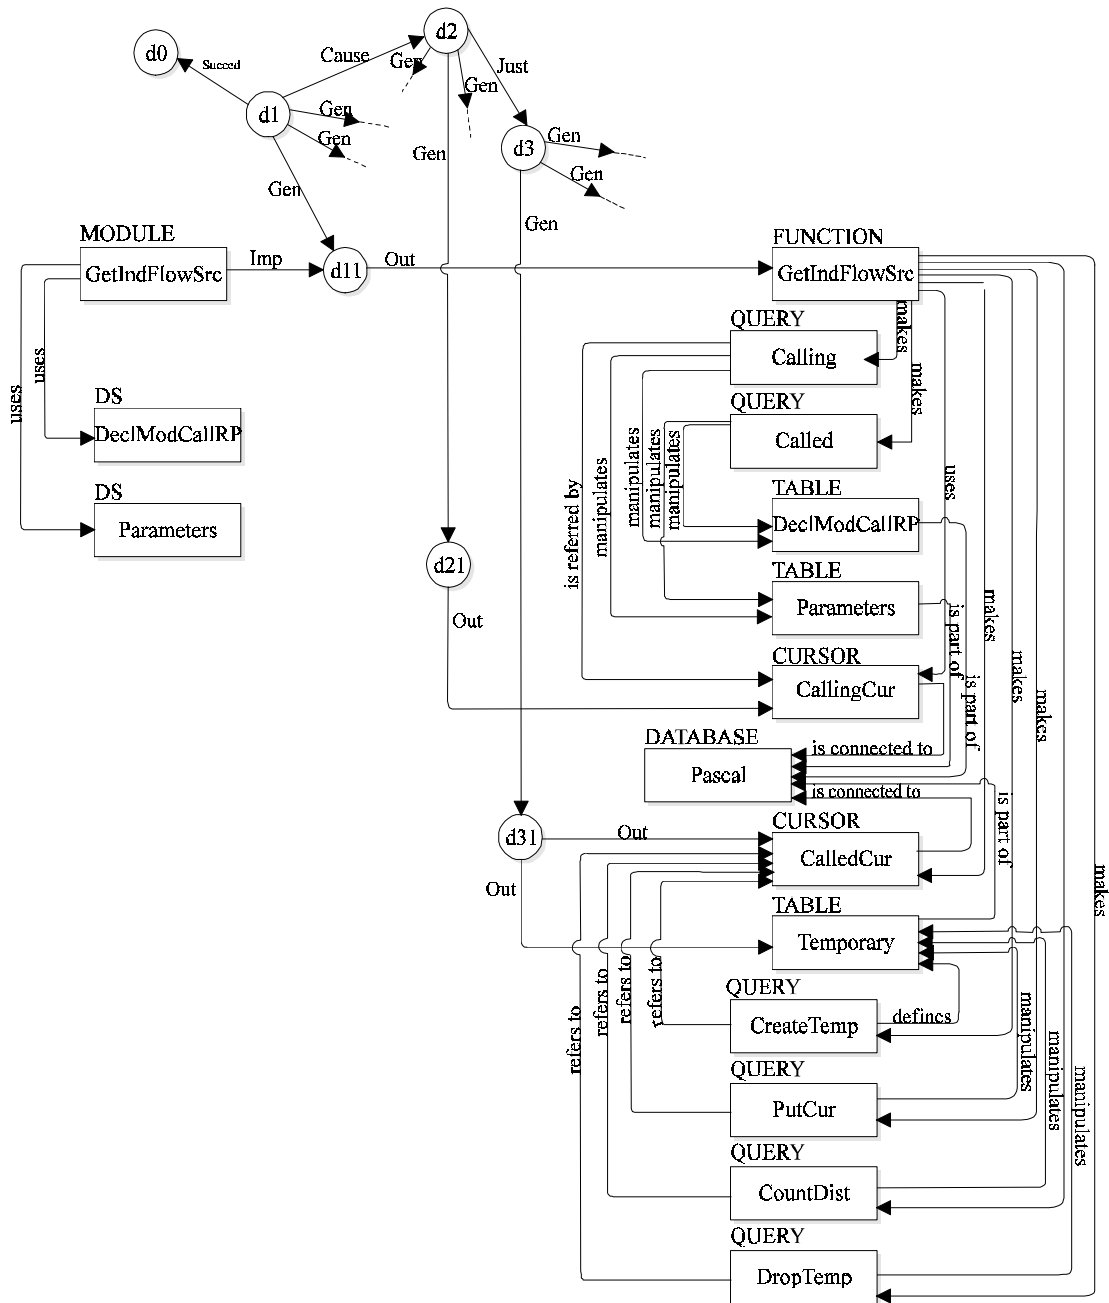 d0
Succed
d1
Cause
d2
Gen
Gen
Just
Gen
Gen
Gen
Gen
d3
Gen
Gen
Gen
MODULE
GetIndFlowSrc
Imp
d11
Out
FUNCTION
GetIndFlowSrc
uses
uses
DS
DeclModCallRP
DS
Parameters
QUERY
Calling
makes
makes
QUERY
Called
is referred by
manipulates
manipulates
manipulates
manipulates
uses
TABLE
DeclModCallRP
TABLE
Parameters
is part of
is part of
makes
makes
makes
makes
d21
Out
CURSOR
CallingCur
DATABASE
Pascal
is connected to
is connected to
is part of
d31
Out
Out
CURSOR
CalledCur
TABLE
Temporary
refers to
refers to
refers to
refers to
QUERY
CreateTemp
defincs
manipulates
manipulates
manipulates
QUERY
PutCur
QUERY
CountDist
QUERY
DropTemp